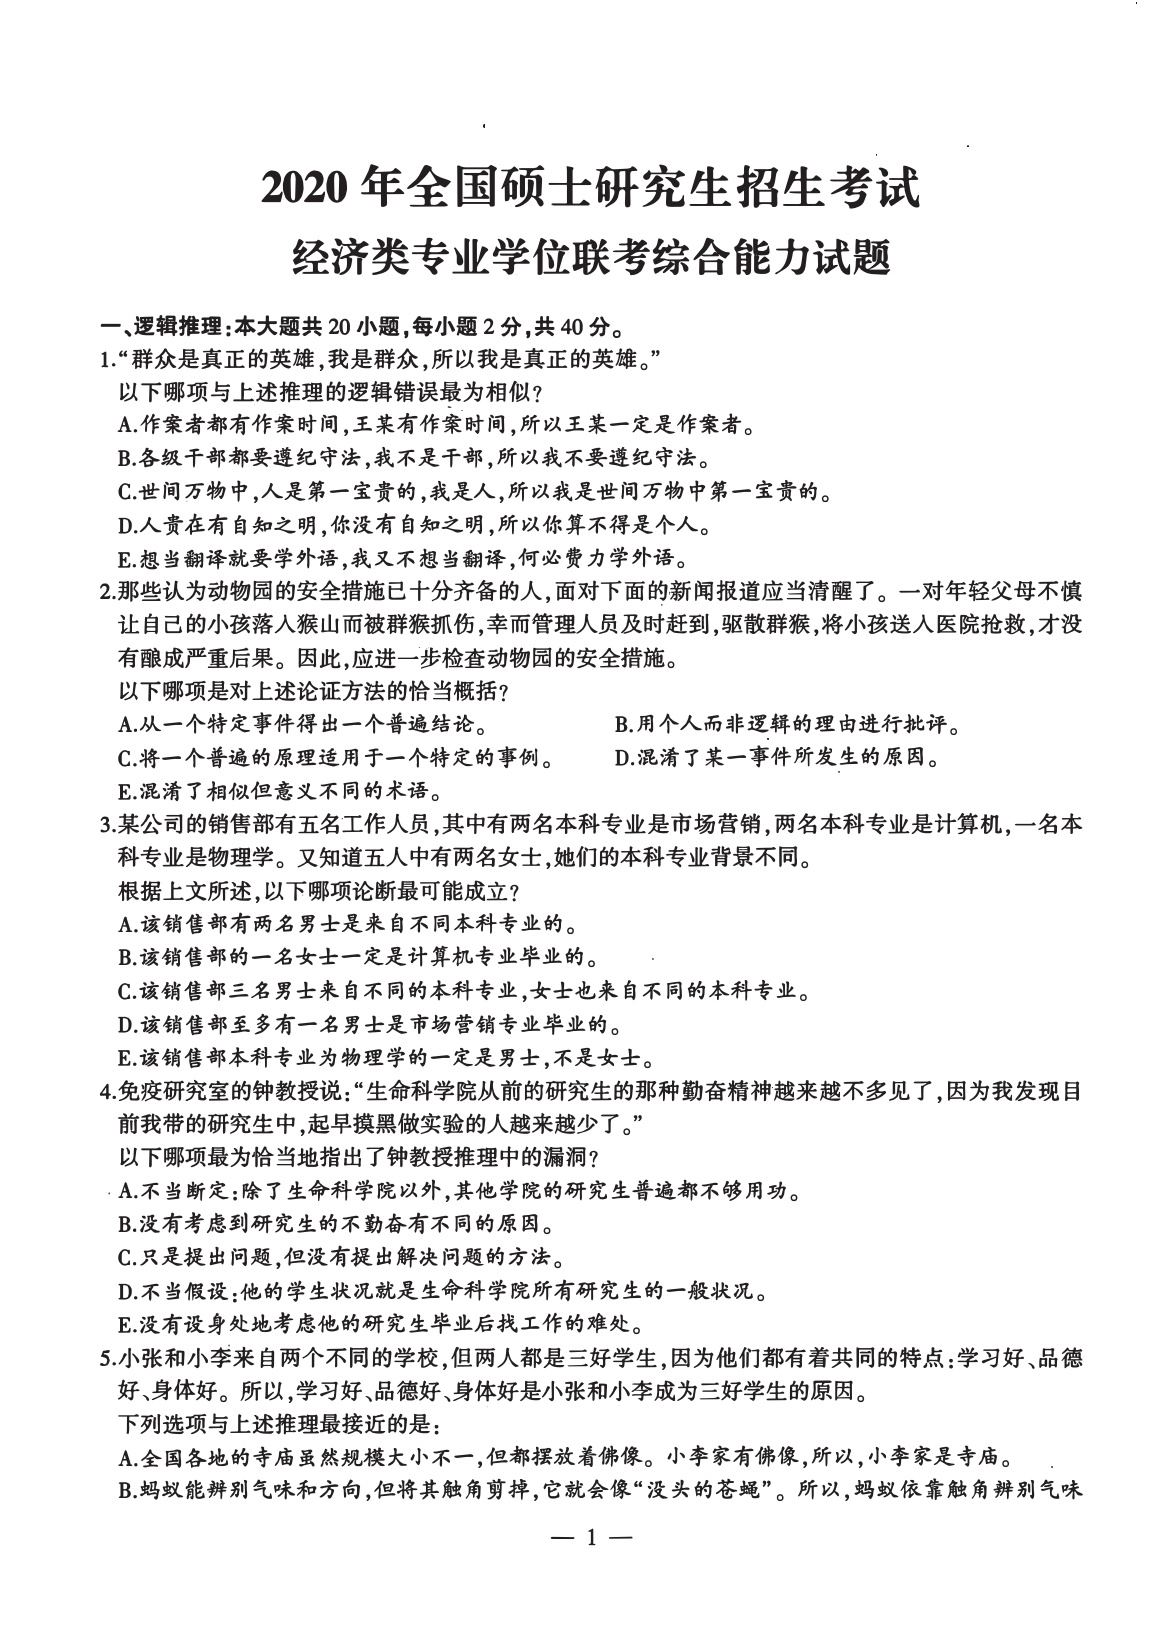 2020 年全国硕士研究生招生考试
经济类专业学位联考综合能力试题
一、逻辑推理:本大题共 20 小题,每小题 2 分,共 40 分。
1.“群众是真正的英雄,我是群众,所以我是真正的英雄。”
以下哪项与上述推理的逻辑错误最为相似?
A.作案者都有作案时间,王某有作案时间,所以王某一定是作案者。
B.各级干部都要遵纪守法,我不是干部,所以我不要遵纪守法。
C.世间万物中,人是第一宝贵的,我是人,所以我是世间万物中第一宝贵的。
D.人贵在有自知之明,你没有自知之明,所以你算不得是个人。
E.想当翻译就要学外语,我又不想当翻译,何必费力学外语。
2.那些认为动物园的安全措施已十分齐备的人,面对下面的新闻报道应当清醒了。一对年轻父母不慎
让自己的小孩落入猴山而被群猴抓伤,幸而管理人员及时赶到,驱散群猴,将小孩送入医院抢救,才没
有酿成严重后果。因此,应进一步检查动物园的安全措施。
以下哪项是对上述论证方法的恰当概括?
A.从一个特定事件得出一个普遍结论。 B.用个人而非逻辑的理由进行批评。
C.将一个普遍的原理适用于一个特定的事例。 D.混淆了某一事件所发生的原因。
E.混淆了相似但意义不同的术语。
3.某公司的销售部有五名工作人员,其中有两名本科专业是市场营销,两名本科专业是计算机,一名本
科专业是物理学。又知道五人中有两名女士,她们的本科专业背景不同。
根据上文所述,以下哪项论断最可能成立?
A.该销售部有两名男士是来自不同本科专业的。
B.该销售部的一名女士一定是计算机专业毕业的。
C.该销售部三名男士来自不同的本科专业,女士也来自不同的本科专业。
D.该销售部至多有一名男士是市场营销专业毕业的。
E.该销售部本科专业为物理学的一定是男士,不是女士。
4.免疫研究室的钟教授说:“生命科学院从前的研究生的那种勤奋精神越来越不多见了,因为我发现目
前我带的研究生中,起早摸黑做实验的人越来越少了。”
以下哪项最为恰当地指出了钟教授推理中的漏洞?
A.不当断定:除了生命科学院以外,其他学院的研究生普遍都不够用功。
B.没有考虑到研究生的不勤奋有不同的原因。
C.只是提出问题,但没有提出解决问题的方法。
D.不当假设:他的学生状况就是生命科学院所有研究生的一般状况。
E.没有设身处地考虑他的研究生毕业后找工作的难处。
5.小张和小李来自两个不同的学校,但两人都是三好学生,因为他们都有着共同的特点:学习好、品德
好、身体好。所以,学习好、品德好、身体好是小张和小李成为三好学生的原因。
下列选项与上述推理最接近的是:
A.全国各地的寺庙虽然规模大小不一,但都摆放着佛像。小李家有佛像,所以,小李家是寺庙。
B.蚂蚁能辨别气味和方向,但将其触角剪掉,它就会像“没头的苍蝇”。所以,蚂蚁依靠触角辨别气味
— 1 —